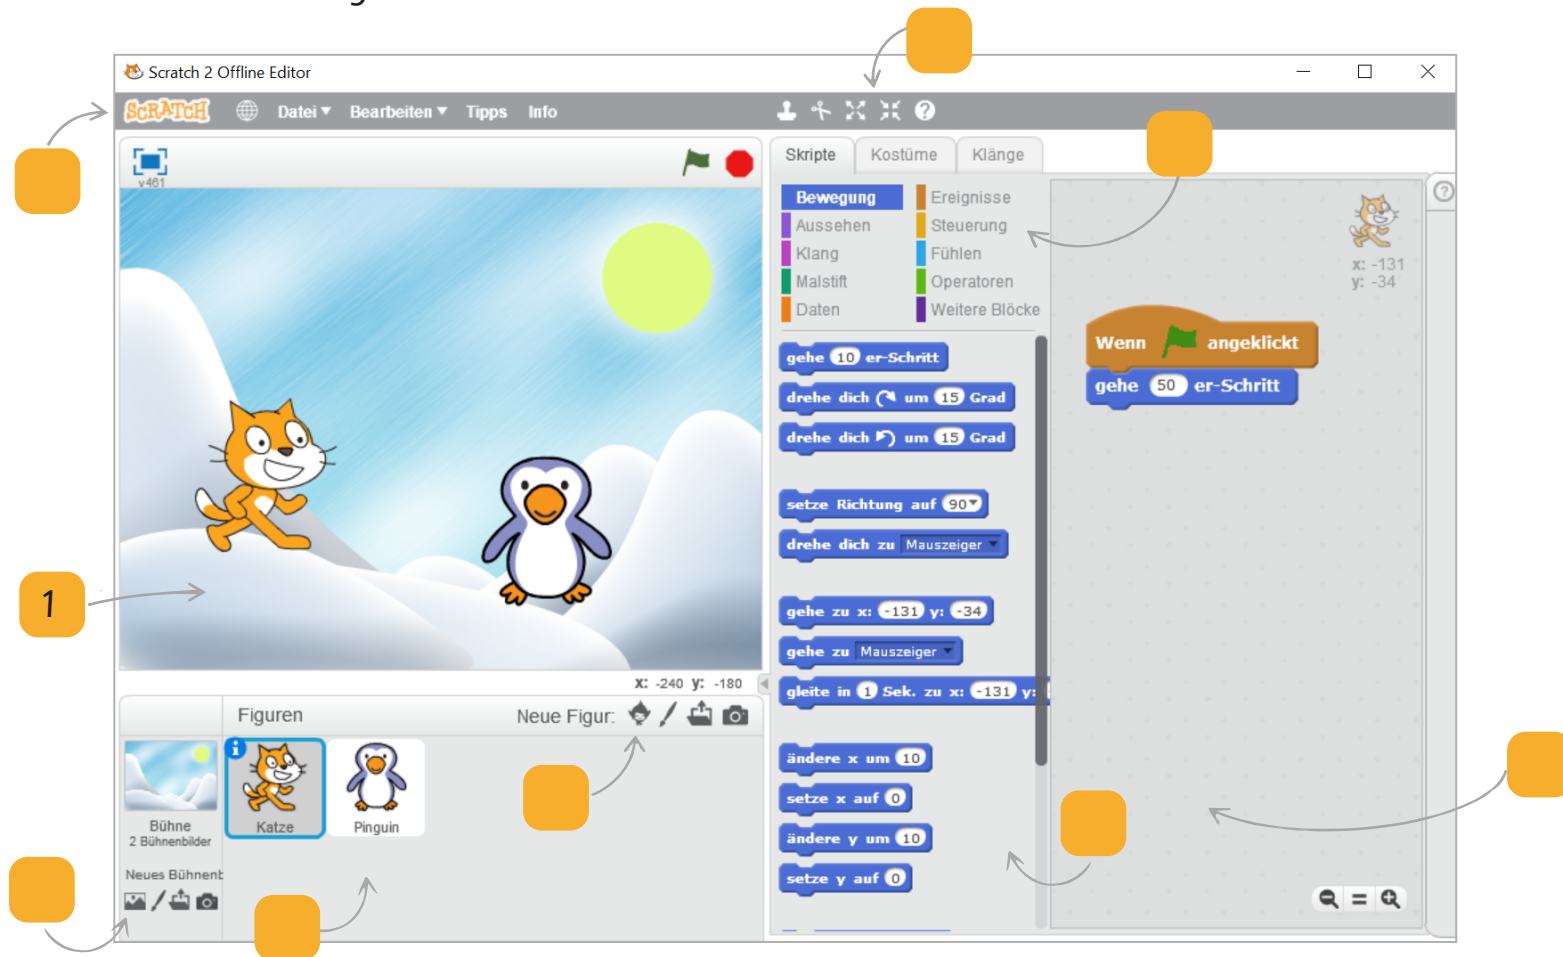 Scratch 2 Offline Editor
SCRATCH Datei Bearbeiten Tipps Info
v461
Skripte Kostüme Klänge
Bewegung Ereignisse
Aussehen Steuerung
Klang Fühlen
Malstift Operatoren
Daten Weitere Blöcke
gehe 10 er-Schritt
drehe dich um 15 Grad
drehe dich um 15 Grad
setze Richtung auf 90
drehe dich zu Mauszeiger
gehe zu x: -131 y: -34
gehe zu Mauszeiger
gleite in 1 Sek. zu x: -131 y:
ändere x um 10
setze x auf 0
ändere y um 10
setze y auf 0
x: -131
y: -34
Wenn angeklickt
gehe 50 er-Schritt
1
x: -240 y: -180
Figuren Neue Figur:
Bühne
2 Bühnenbilder
Katze
Pinguin
Neues Bühnenb